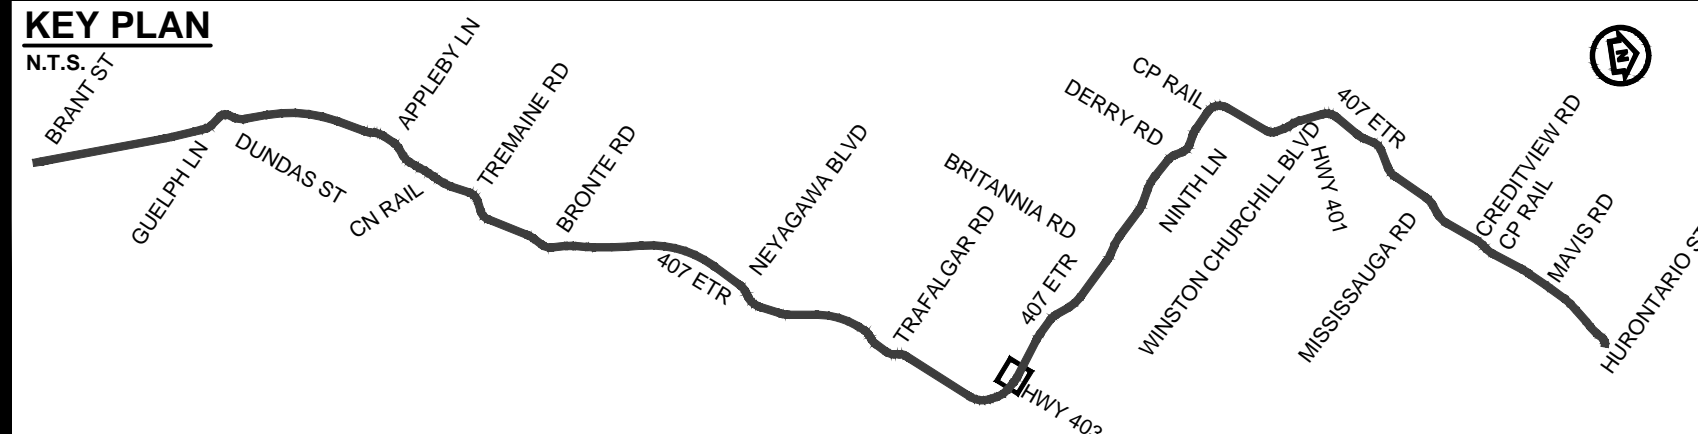 KEY PLAN
N.T.S.
BRANT ST
GUELPH LN
DUNDAS ST
CN RAIL
APPLEBY LN
TREMAINE RD
BRONTE RD
407 ETR
NEYAGAWA BLVD
TRAFALGAR RD
HWY 403
407 ETR
BRITANNIA RD
DERRY RD
CP RAIL
NINTH LN
WINSTON CHURCHILL BLVD
HWY 401
407 ETR
MISSISSAUGA RD
CREDITVIEW RD
CP RAIL
MAVIS RD
HURONTARIO ST
N